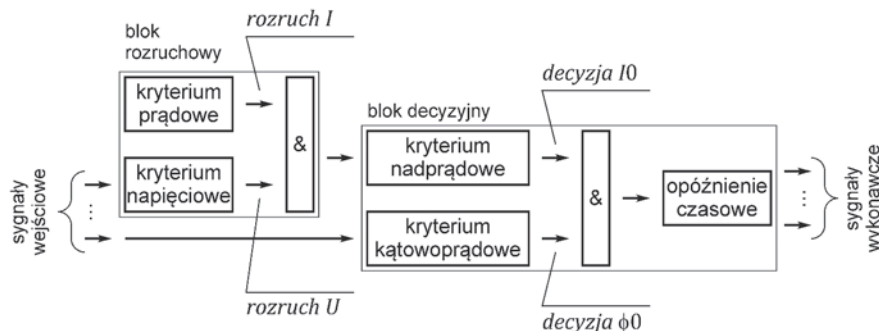 blok
rozruchowy
rozruch I
kryterium
prądowe
kryterium
napięciowe
&
rozruch U
sygnały
wejściowe
⋮
blok decyzyjny
decyzja I0
kryterium
nadprądowe
kryterium
kątowoprądowe
&
decyzja ϕ0
opóźnienie
czasowe
⋮
sygnały
wykonawcze